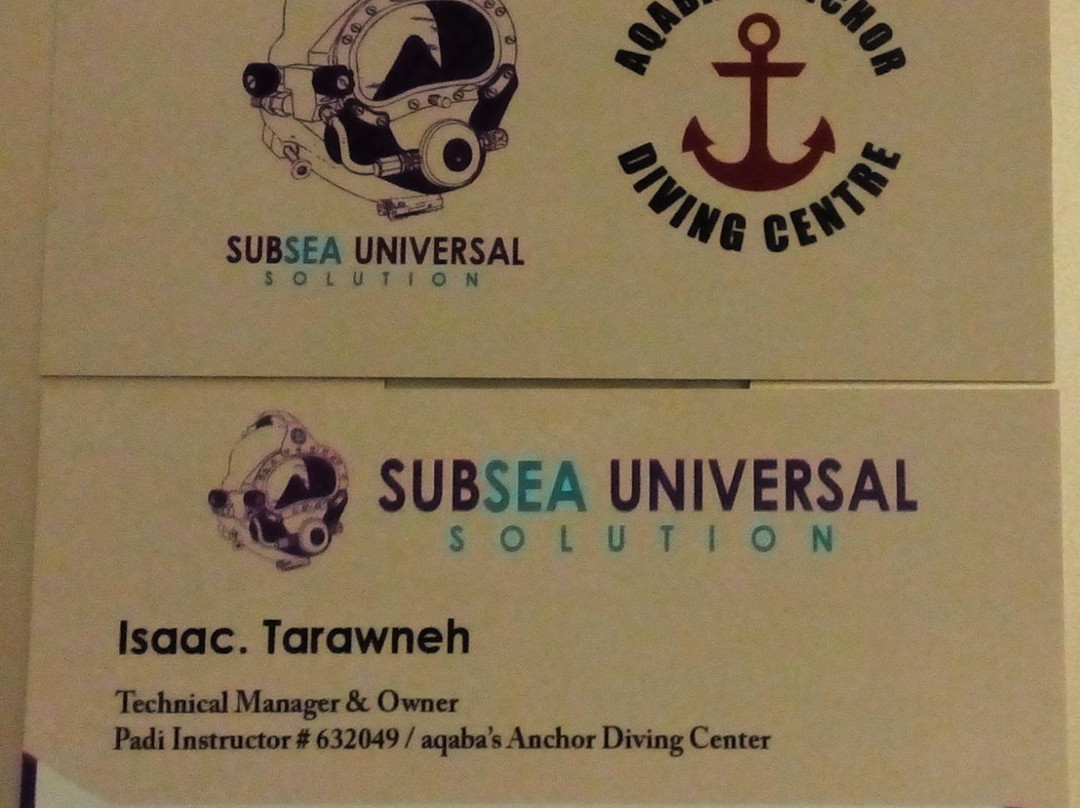 ANCHOR
DIVING CENTRE
SUBSEA UNIVERSAL
SOLUTION
SUBSEA UNIVERSAL
SOLUTION
Isaac. Tarawneh
Technical Manager & Owner
Padi Instructor # 632049 / aqaba's Anchor Diving Center